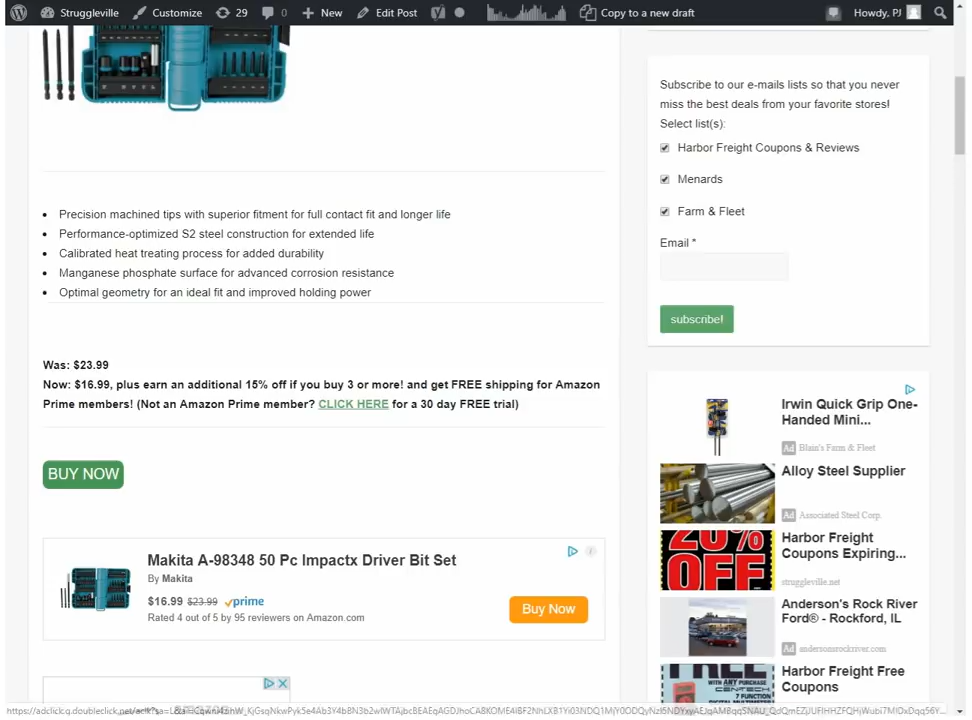 Struggleville Customize 29 0 New Edit Post Copy to a new draft Howdy, PJ
Precision machined tips with superior fitment for full contact fit and longer life
Performance-optimized S2 steel construction for extended life
Calibrated heat treating process for added durability
Manganese phosphate surface for advanced corrosion resistance
Optimal geometry for an ideal fit and improved holding power
Was: $23.99
Now: $16.99, plus earn an additional 15% off if you buy 3 or more! and get FREE shipping for Amazon
Prime members! (Not an Amazon Prime member? CLICK HERE for a 30 day FREE trial)
BUY NOW
Makita A-98348 50 Pc Impactx Driver Bit Set
By Makita
$16.99 $23.99 prime
Rated 4 out of 5 by 95 reviewers on Amazon.com
Buy Now
Subscribe to our e-mails lists so that you never
miss the best deals from your favorite stores!
Select list(s):
Harbor Freight Coupons & Reviews
Menards
Farm & Fleet
Email *
subscribe!
Irwin Quick Grip One-
Handed Mini...
Ad Blain's Farm & Fleet
Alloy Steel Supplier
Ad Associated Steel Corp.
20%
OFF
Harbor Freight
Coupons Expiring...
struggleville.net
Anderson's Rock River
Ford® - Rockford, IL
Ad andersonsrockriver.com
FREE
WITH ANY PURCHASE
CEN-TECH
7 FUNCTION
Harbor Freight Free
Coupons